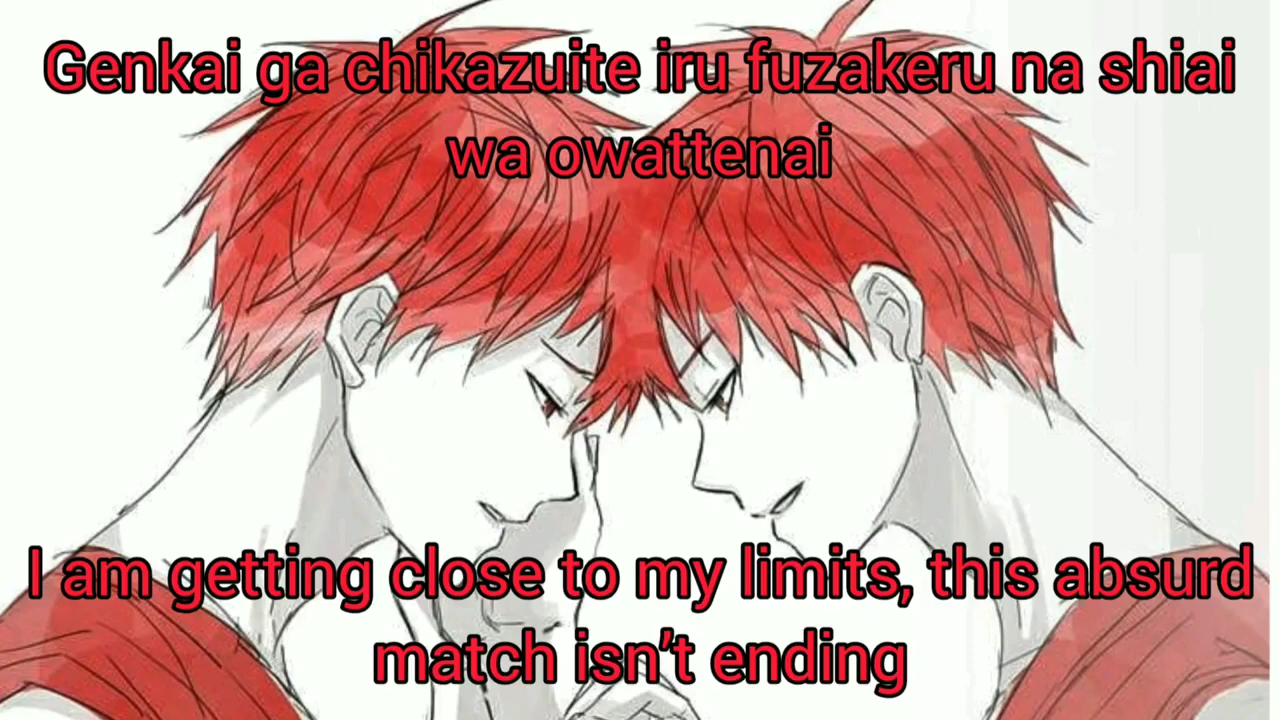 Genkai ga chikazuite iru fuzakeru na shiai
wa owattenai
I am getting close to my limits, this absurd
match isn’t ending